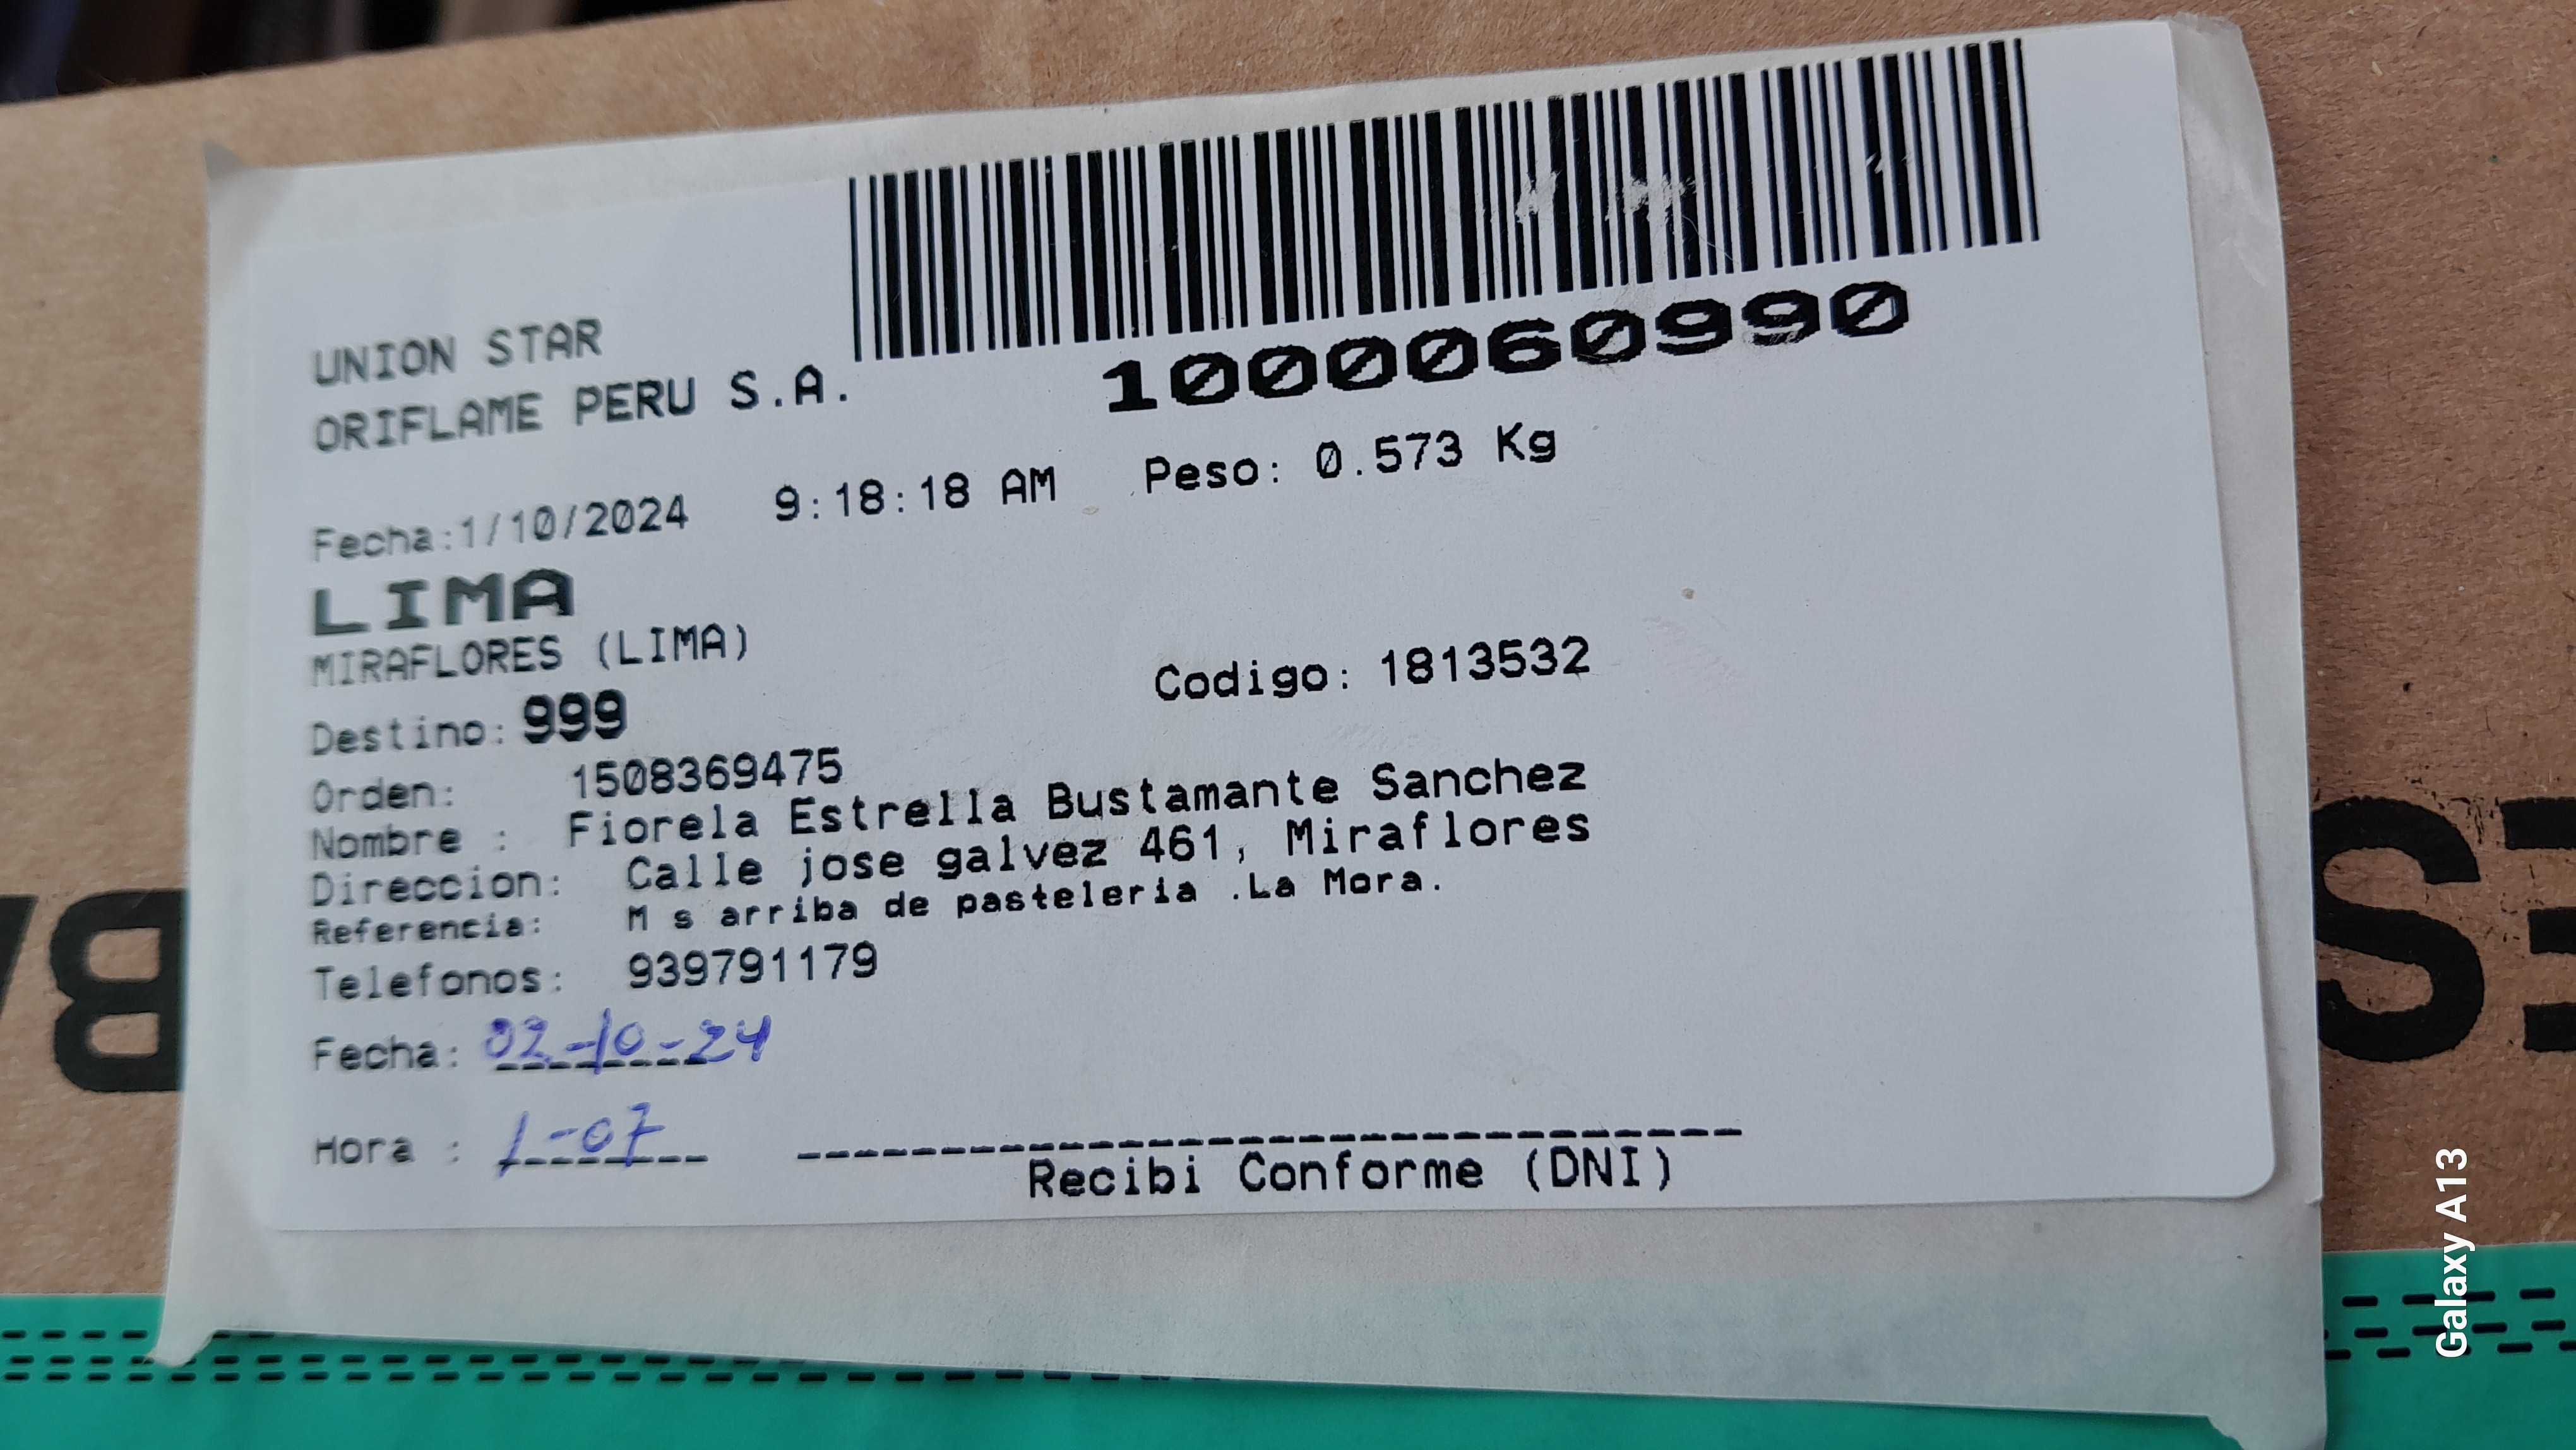 1000060990
UNION STAR
ORIFLAME PERU S.A.
Fecha:1/10/2024 9:18:18 AM Peso: 0.573 Kg
LIMA
MIRAFLORES (LIMA)
Codigo: 1813532
Destino: 999
Orden: 1508369475
Nombre : Fiorela Estrella Bustamante Sanchez
Direccion: Calle jose galvez 461, Miraflores
Referencia: M s arriba de pasteleria .La Mora.
Telefonos: 939791179
Fecha: 02-10-24
Hora : 1-07
Recibi Conforme (DNI)
Galaxy A13